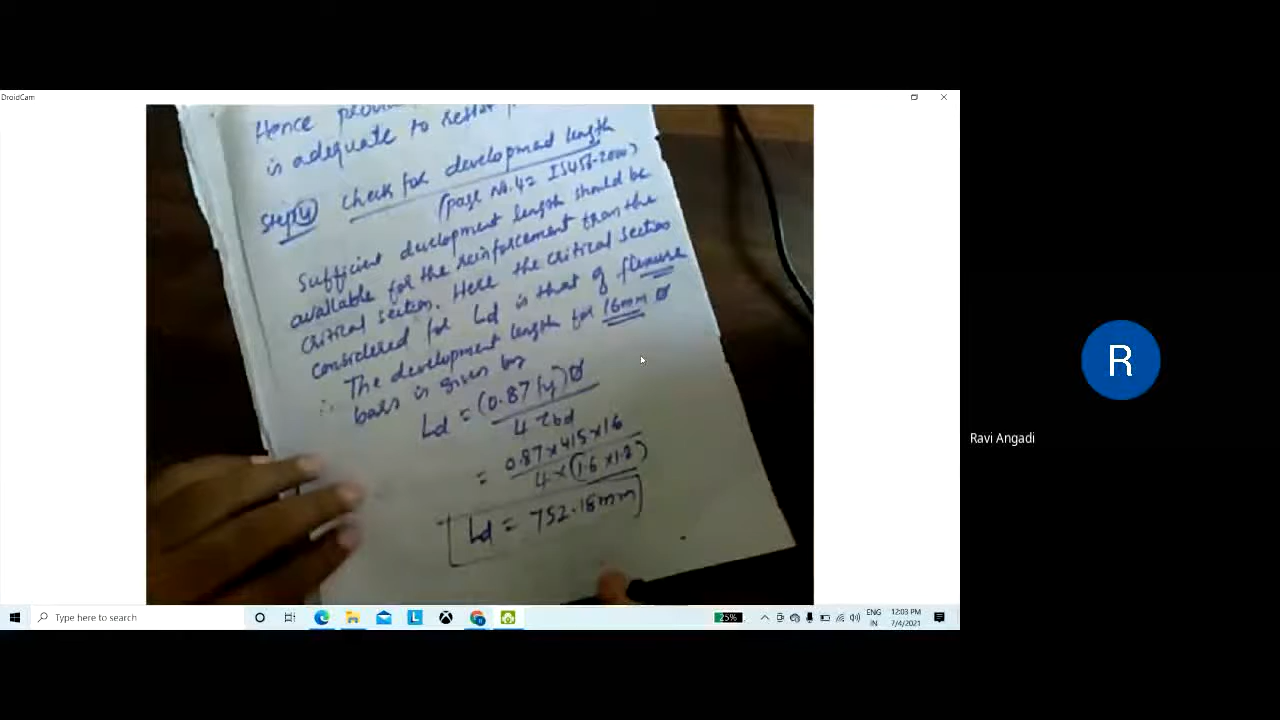 DroidCam
Hence provi
is adequate to resist
Step 4 Check for development length
(page No. 42 IS456-2000)
Sufficient development length should be
available for the reinforcement than the
critical section. Here the critical section
considered for Ld is that of flexure
∴ The development length for 16mm Ø
bars is given by
Ld = (0.87 fy) Ø
4 τbd
= 0.87 × 415 × 16
4 × (1.6 × 1.2)
Ld = 752.18mm
R
Ravi Angadi
Type here to search
25%
ENG
IN
12:03 PM
7/4/2021